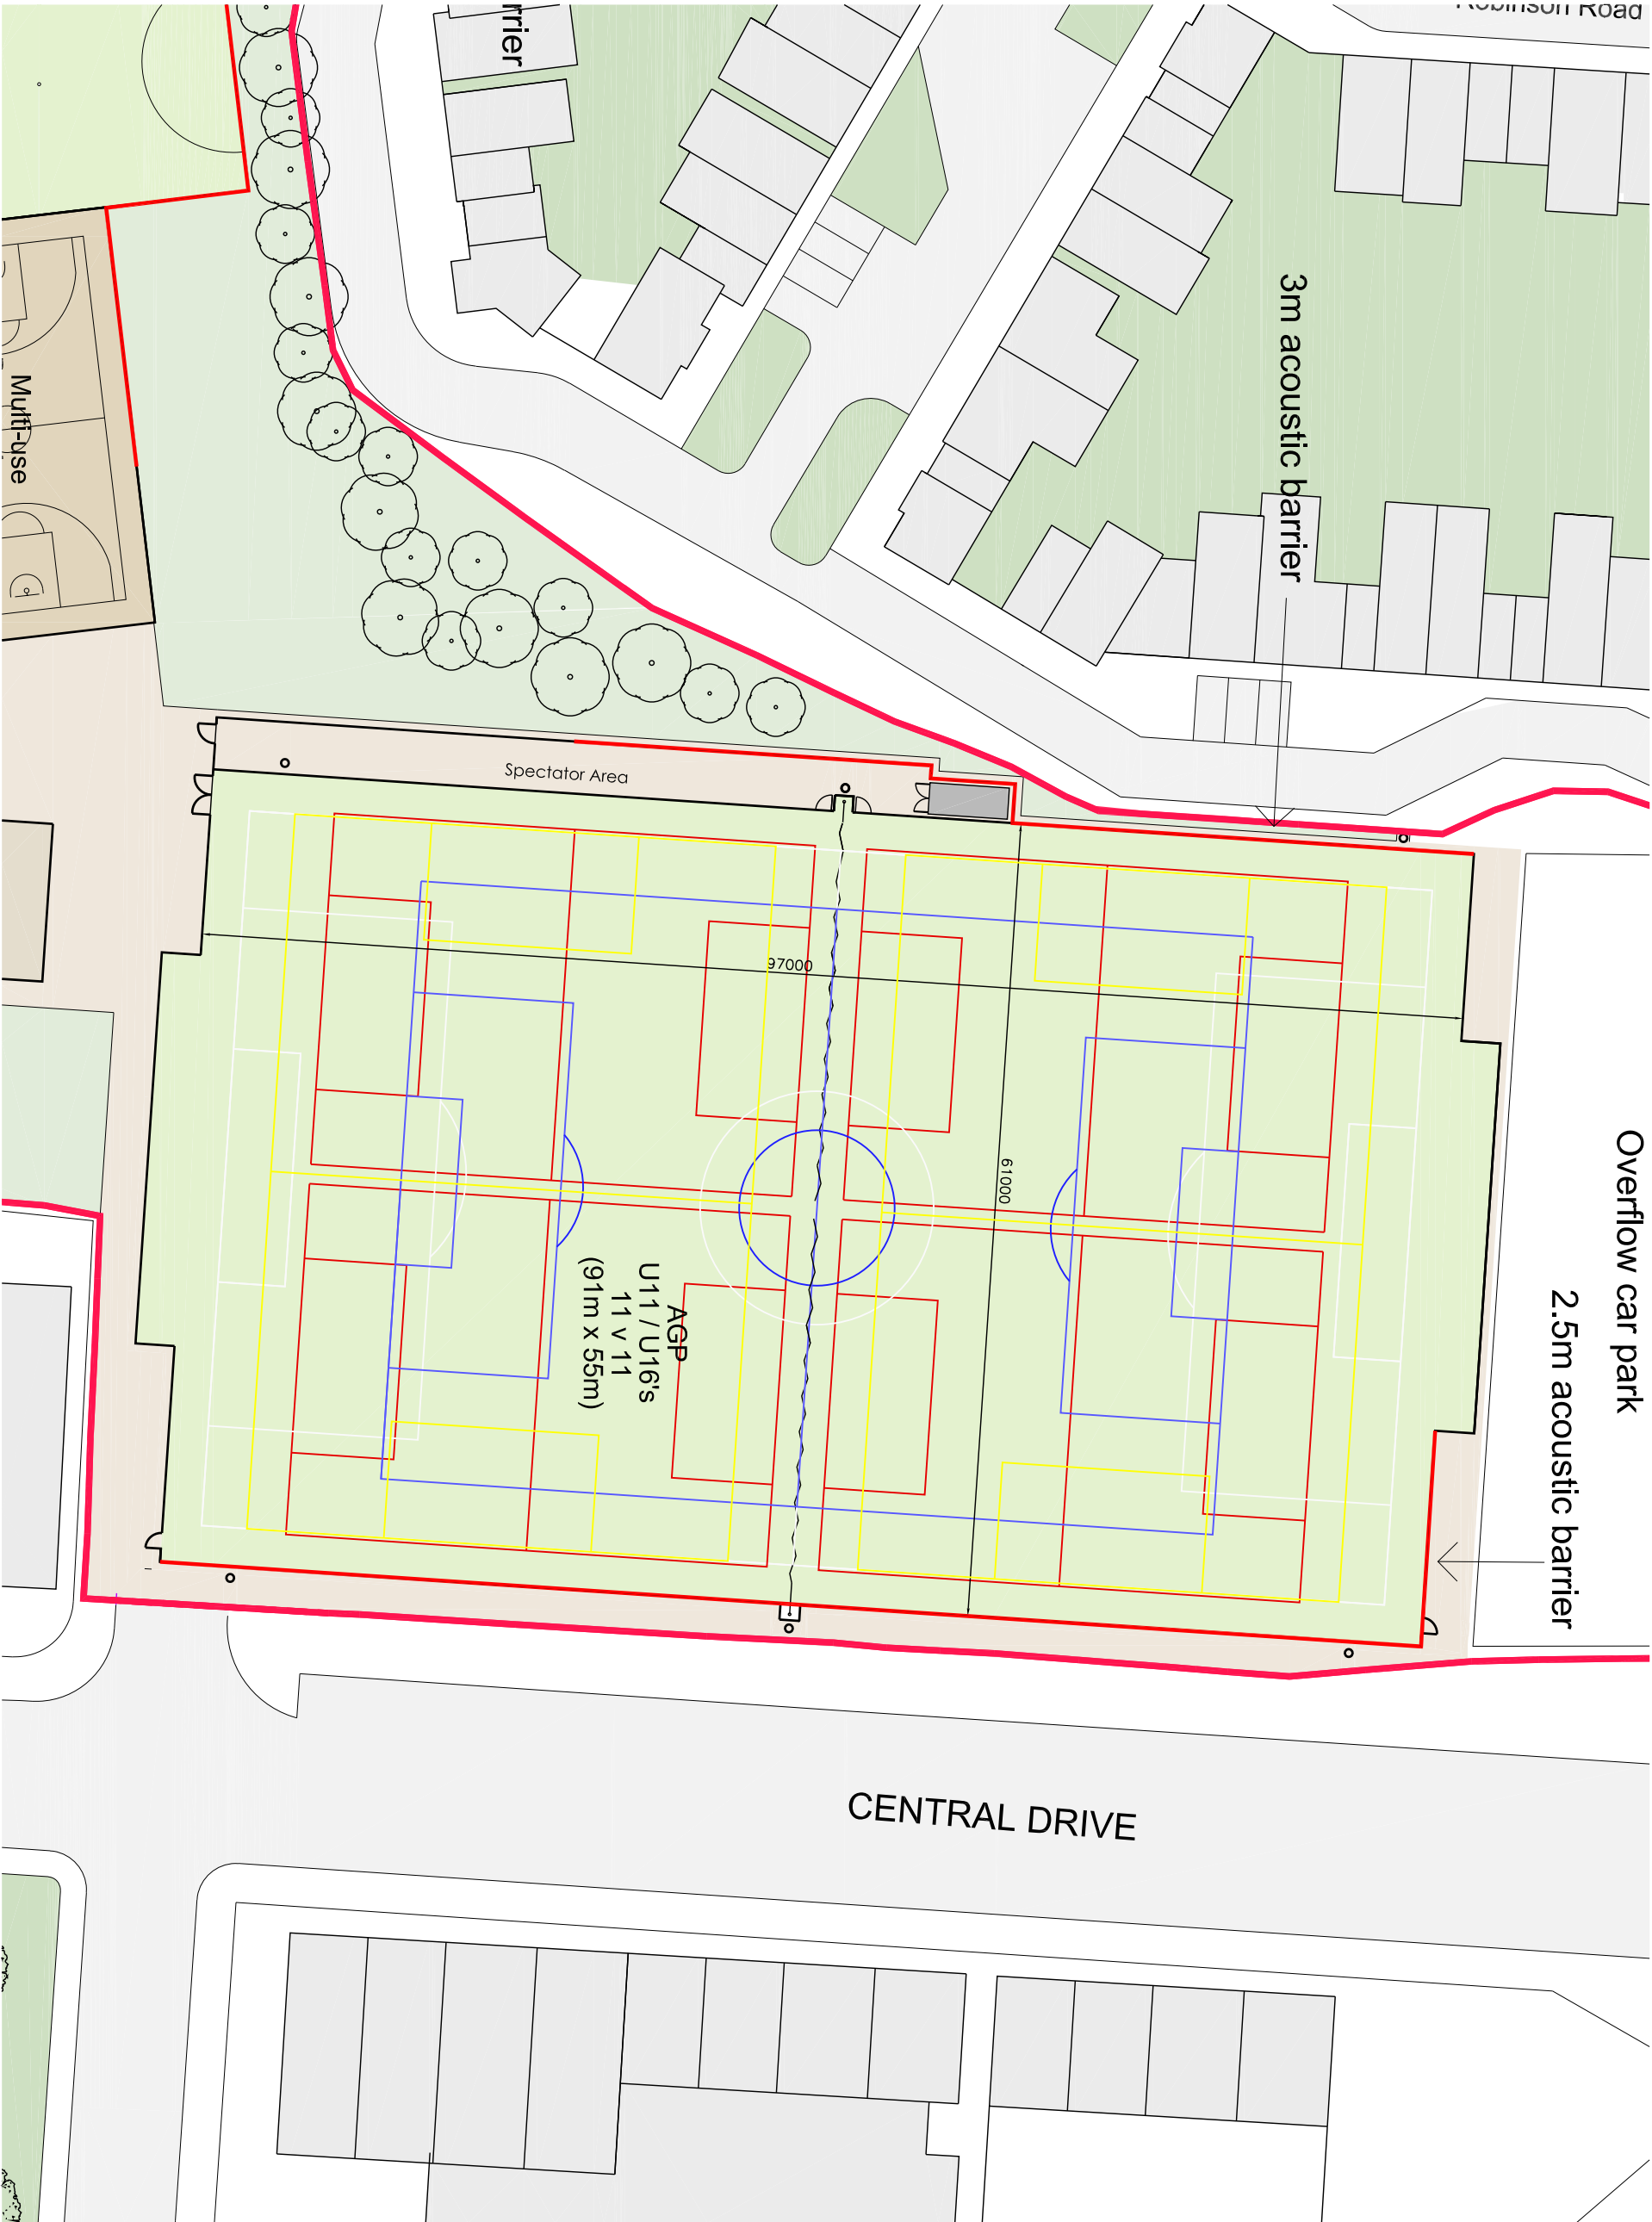 Robinson Road
rrier
3m acoustic barrier
Multi-use
Spectator Area
97000
61000
AGP
U11 / U16's
11 v 11
(91m x 55m)
Overflow car park
2.5m acoustic barrier
CENTRAL DRIVE